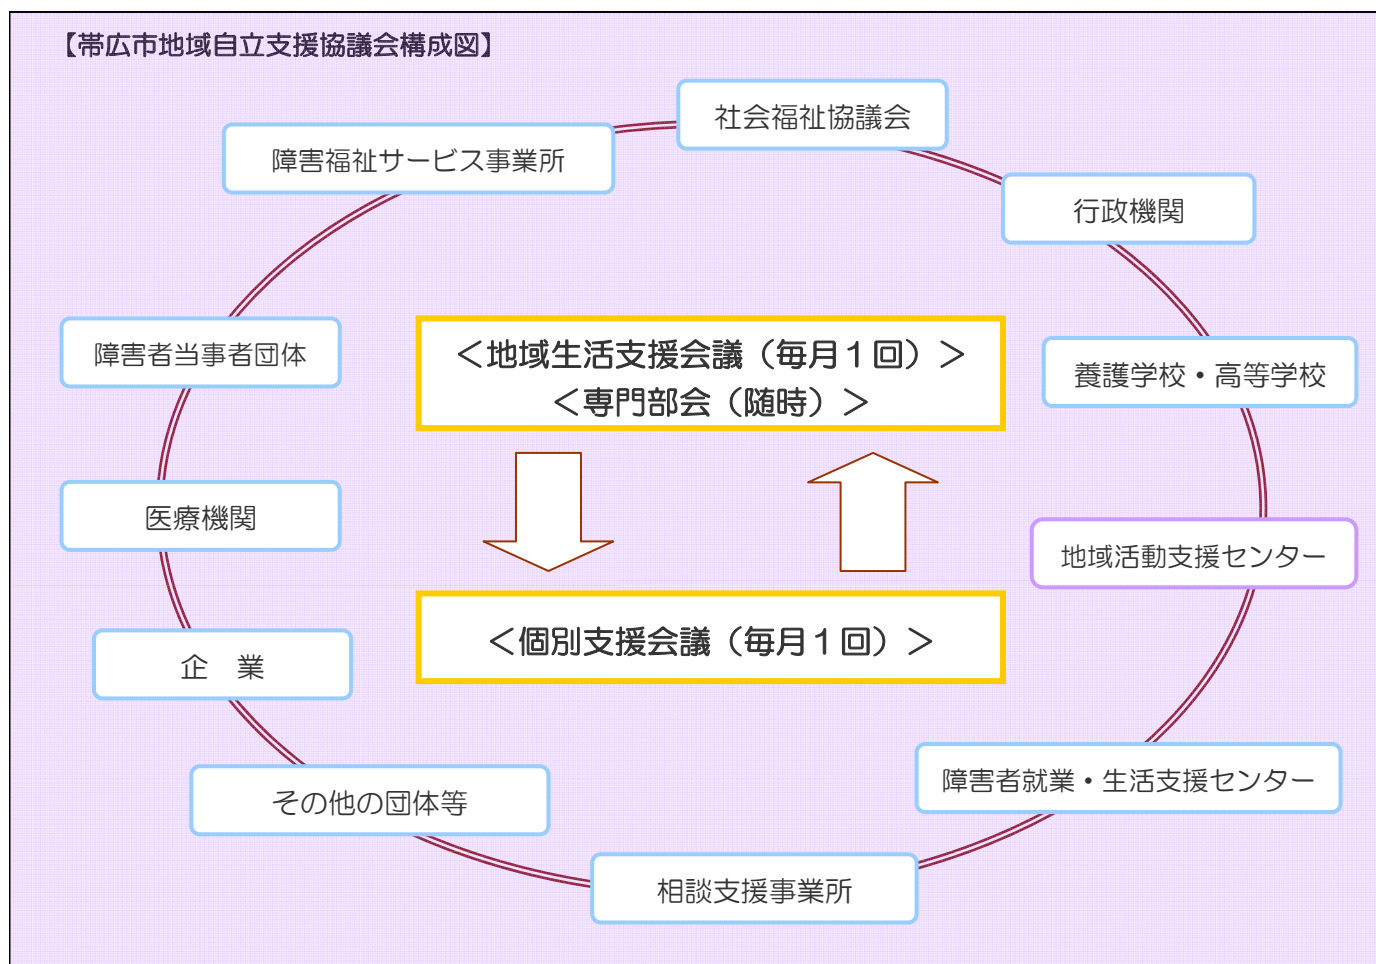 【帯広市地域自立支援協議会構成図】
社会福祉協議会
障害福祉サービス事業所
行政機関
障害者当事者団体
＜地域生活支援会議（毎月１回）＞
＜専門部会（随時）＞
養護学校・高等学校
医療機関
地域活動支援センター
＜個別支援会議（毎月１回）＞
企　業
障害者就業・生活支援センター
その他の団体等
相談支援事業所